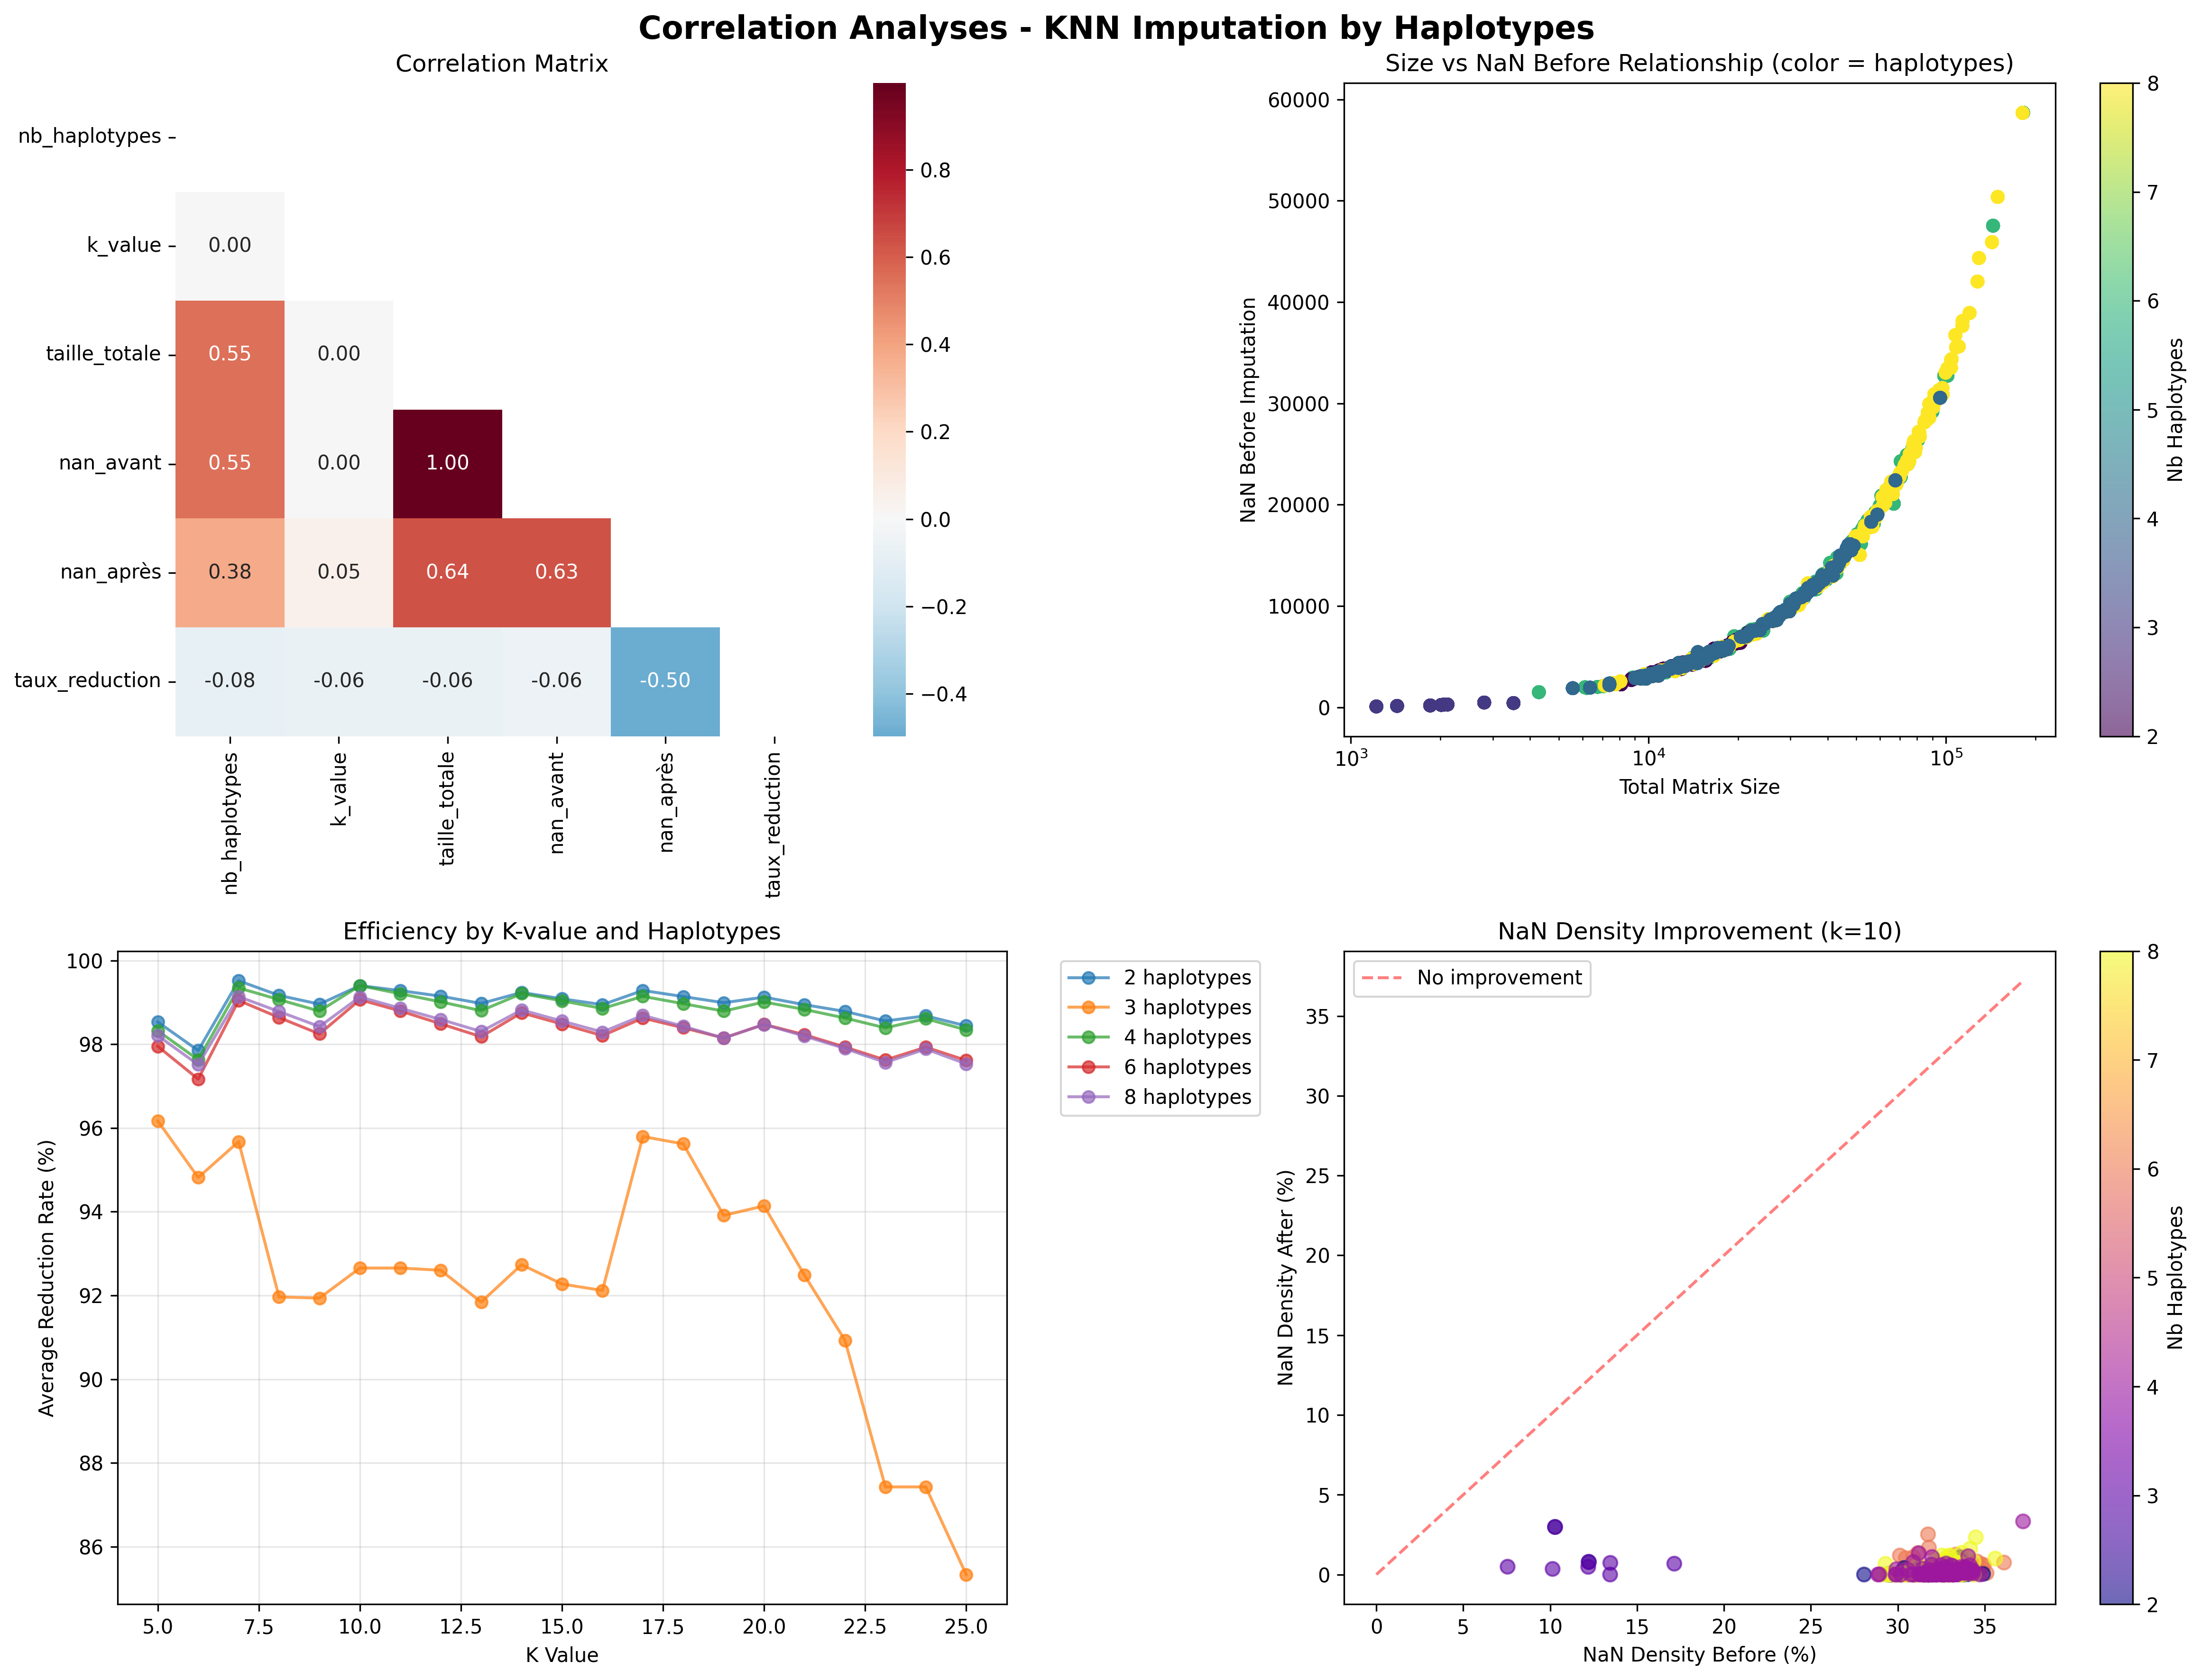 Correlation Analyses - KNN Imputation by Haplotypes
Correlation Matrix
nb_haplotypes
k_value
taille_totale
nan_avant
nan_après
taux_reduction
0.00
0.55 0.00
0.55 0.00 1.00
0.38 0.05 0.64 0.63
-0.08 -0.06 -0.06 -0.06 -0.50
nb_haplotypes
k_value
taille_totale
nan_avant
nan_après
taux_reduction
0.8
0.6
0.4
0.2
0.0
−0.2
−0.4
Size vs NaN Before Relationship (color = haplotypes)
NaN Before Imputation
60000
50000
40000
30000
20000
10000
0
10³ 10⁴ 10⁵
Total Matrix Size
8
7
6
5
4
3
2
Nb Haplotypes
Efficiency by K-value and Haplotypes
Average Reduction Rate (%)
100
98
96
94
92
90
88
86
5.0 7.5 10.0 12.5 15.0 17.5 20.0 22.5 25.0
K Value
2 haplotypes
3 haplotypes
4 haplotypes
6 haplotypes
8 haplotypes
NaN Density Improvement (k=10)
No improvement
NaN Density After (%)
35
30
25
20
15
10
5
0
0 5 10 15 20 25 30 35
NaN Density Before (%)
8
7
6
5
4
3
2
Nb Haplotypes